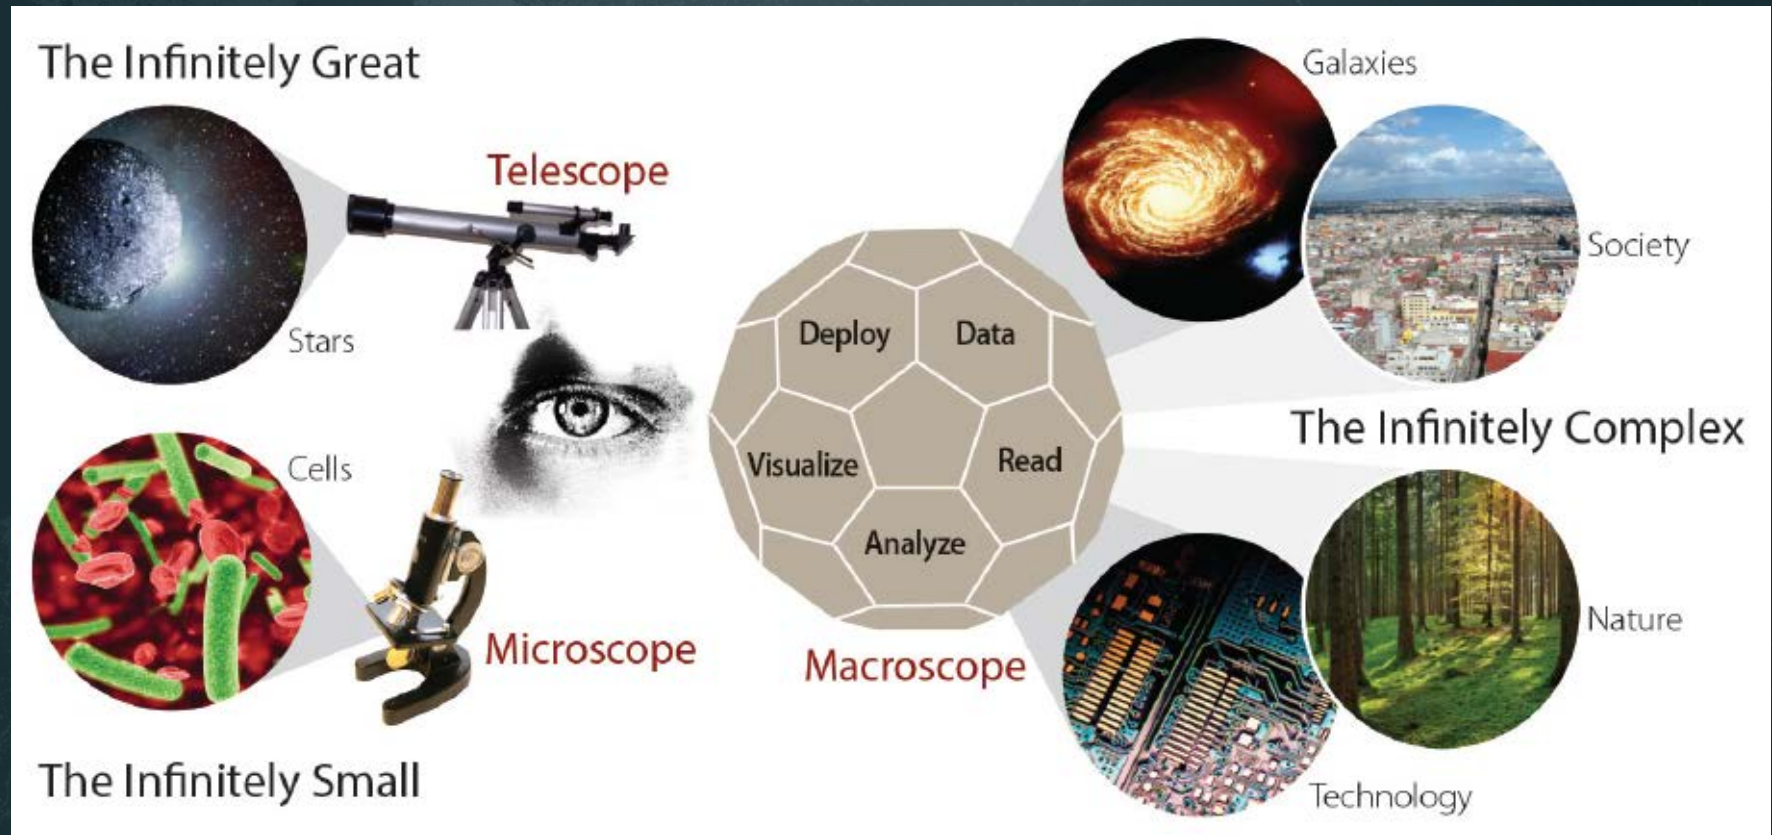 The Infinitely Great
Telescope
Stars
Cells
Microscope
The Infinitely Small
Deploy
Data
Visualize
Read
Analyze
Macroscope
Galaxies
Society
The Infinitely Complex
Nature
Technology